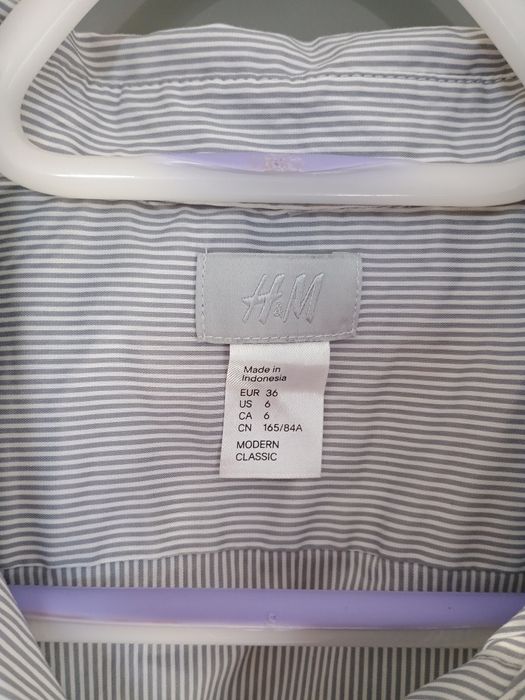 H&M
Made in
Indonesia
EUR 36
US 6
CA 6
CN 165/84A
MODERN
CLASSIC